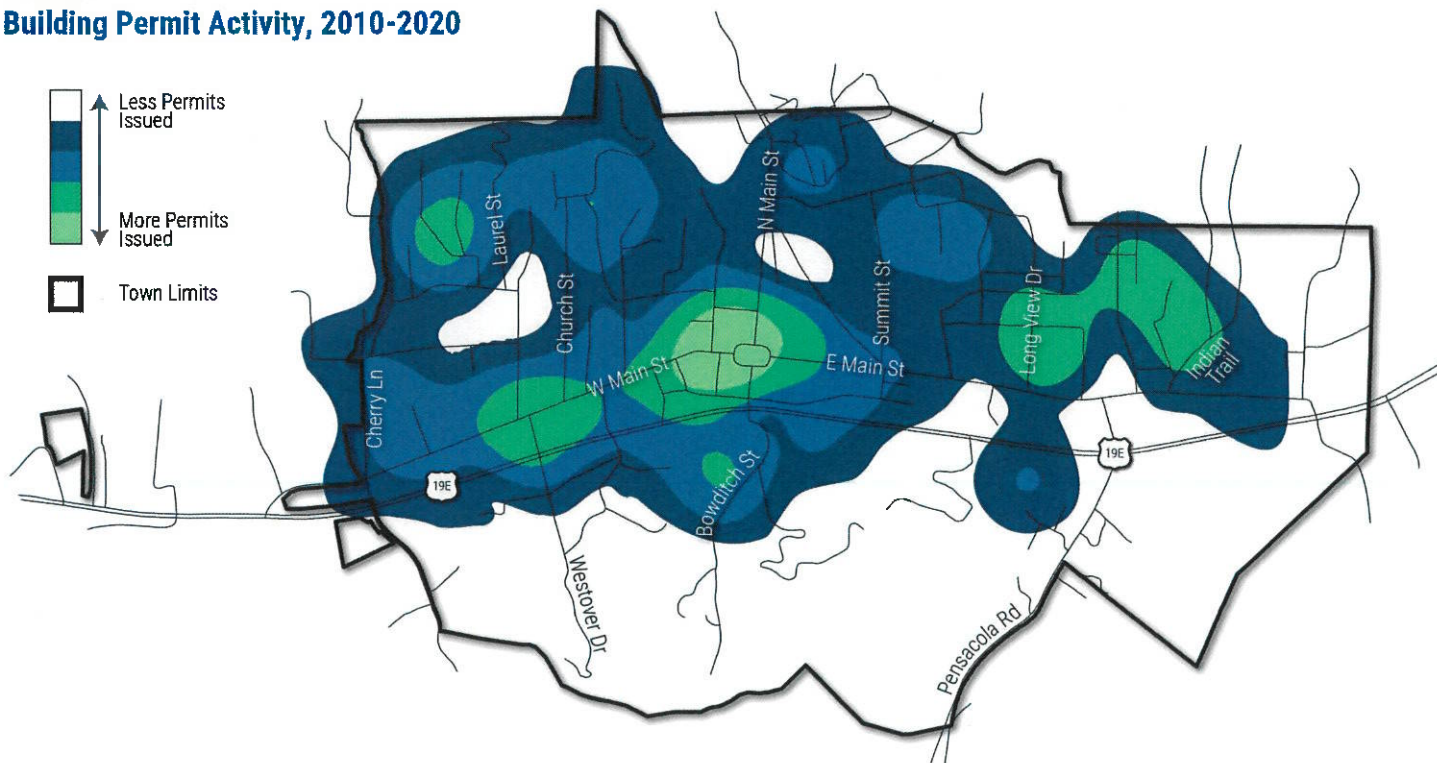 Building Permit Activity, 2010-2020
Less Permits
Issued
More Permits
Issued
Town Limits
Laurel St
Church St
N Main St
Summit St
Long View Dr
Indian
Trail
Cherry Ln
W Main St
E Main St
19E
19E
Bowditch St
Westover Dr
Pensacola Rd